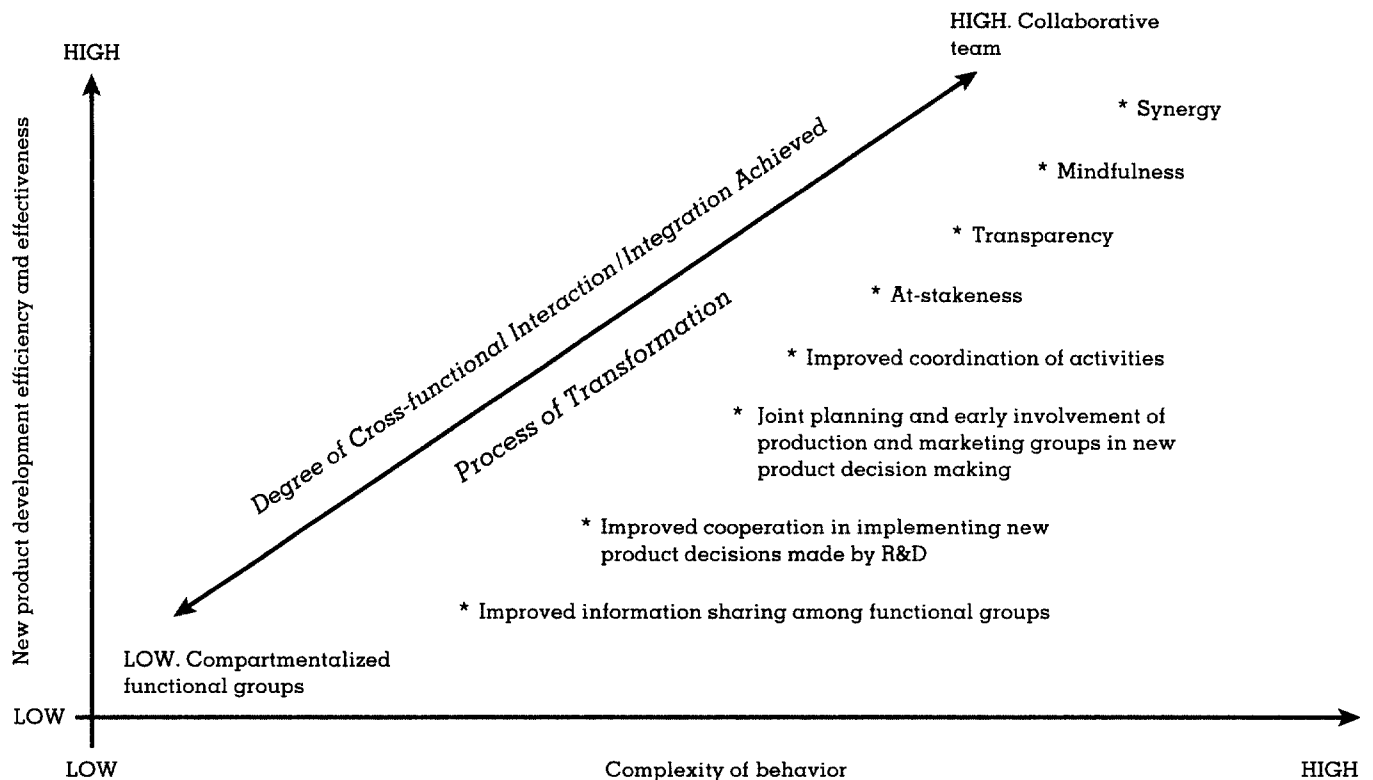 HIGH. Collaborative
team
HIGH
* Synergy
* Mindfulness
* Transparency
* At-stakeness
* Improved coordination of activities
* Joint planning and early involvement of
production and marketing groups in new
product decision making
* Improved cooperation in implementing new
product decisions made by R&D
* Improved information sharing among functional groups
Degree of Cross-functional Interaction/Integration Achieved
Process of Transformation
New product development efficiency and effectiveness
LOW. Compartmentalized
functional groups
LOW
LOW
Complexity of behavior
HIGH